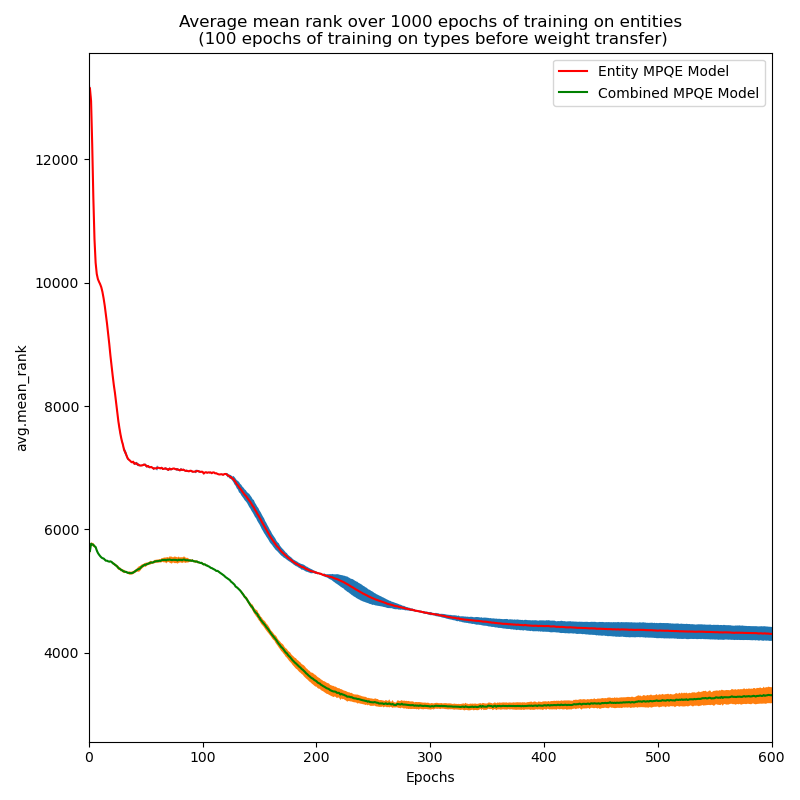 Average mean rank over 1000 epochs of training on entities
(100 epochs of training on types before weight transfer)
Entity MPQE Model
Combined MPQE Model
avg.mean_rank
12000
10000
8000
6000
4000
0 100 200 300 400 500 600
Epochs